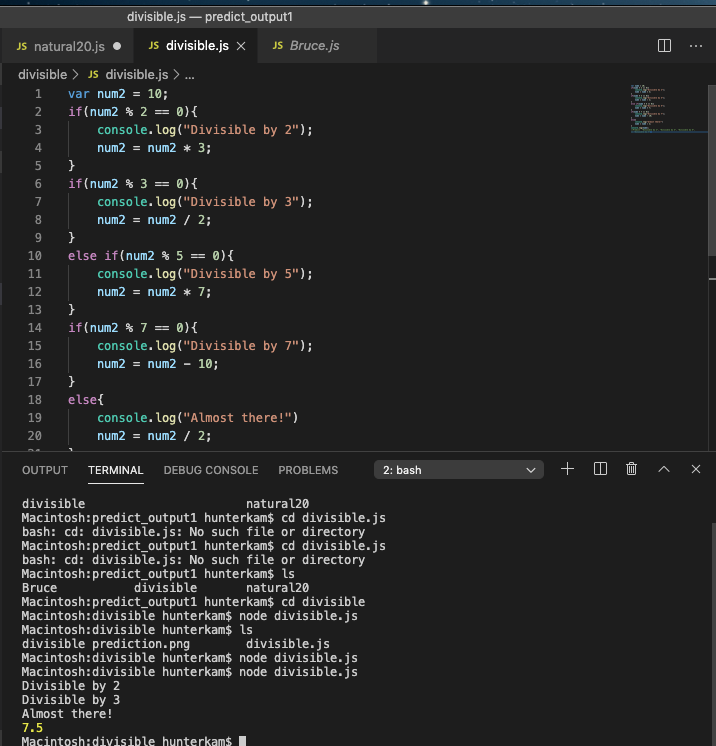 divisible.js — predict_output1
JS natural20.js ● JS divisible.js × JS Bruce.js ...
divisible > JS divisible.js > ...
1 var num2 = 10;
2 if(num2 % 2 == 0){
3 console.log("Divisible by 2");
4 num2 = num2 * 3;
5 }
6 if(num2 % 3 == 0){
7 console.log("Divisible by 3");
8 num2 = num2 / 2;
9 }
10 else if(num2 % 5 == 0){
11 console.log("Divisible by 5");
12 num2 = num2 * 7;
13 }
14 if(num2 % 7 == 0){
15 console.log("Divisible by 7");
16 num2 = num2 - 10;
17 }
18 else{
19 console.log("Almost there!")
20 num2 = num2 / 2;
OUTPUT TERMINAL DEBUG CONSOLE PROBLEMS 2: bash
divisible natural20
Macintosh:predict_output1 hunterkam$ cd divisible.js
bash: cd: divisible.js: No such file or directory
Macintosh:predict_output1 hunterkam$ cd divisible.js
bash: cd: divisible.js: No such file or directory
Macintosh:predict_output1 hunterkam$ ls
Bruce divisible natural20
Macintosh:predict_output1 hunterkam$ cd divisible
Macintosh:divisible hunterkam$ node divisible.js
Macintosh:divisible hunterkam$ ls
divisible prediction.png divisible.js
Macintosh:divisible hunterkam$ node divisible.js
Macintosh:divisible hunterkam$ node divisible.js
Divisible by 2
Divisible by 3
Almost there!
7.5
Macintosh:divisible hunterkam$